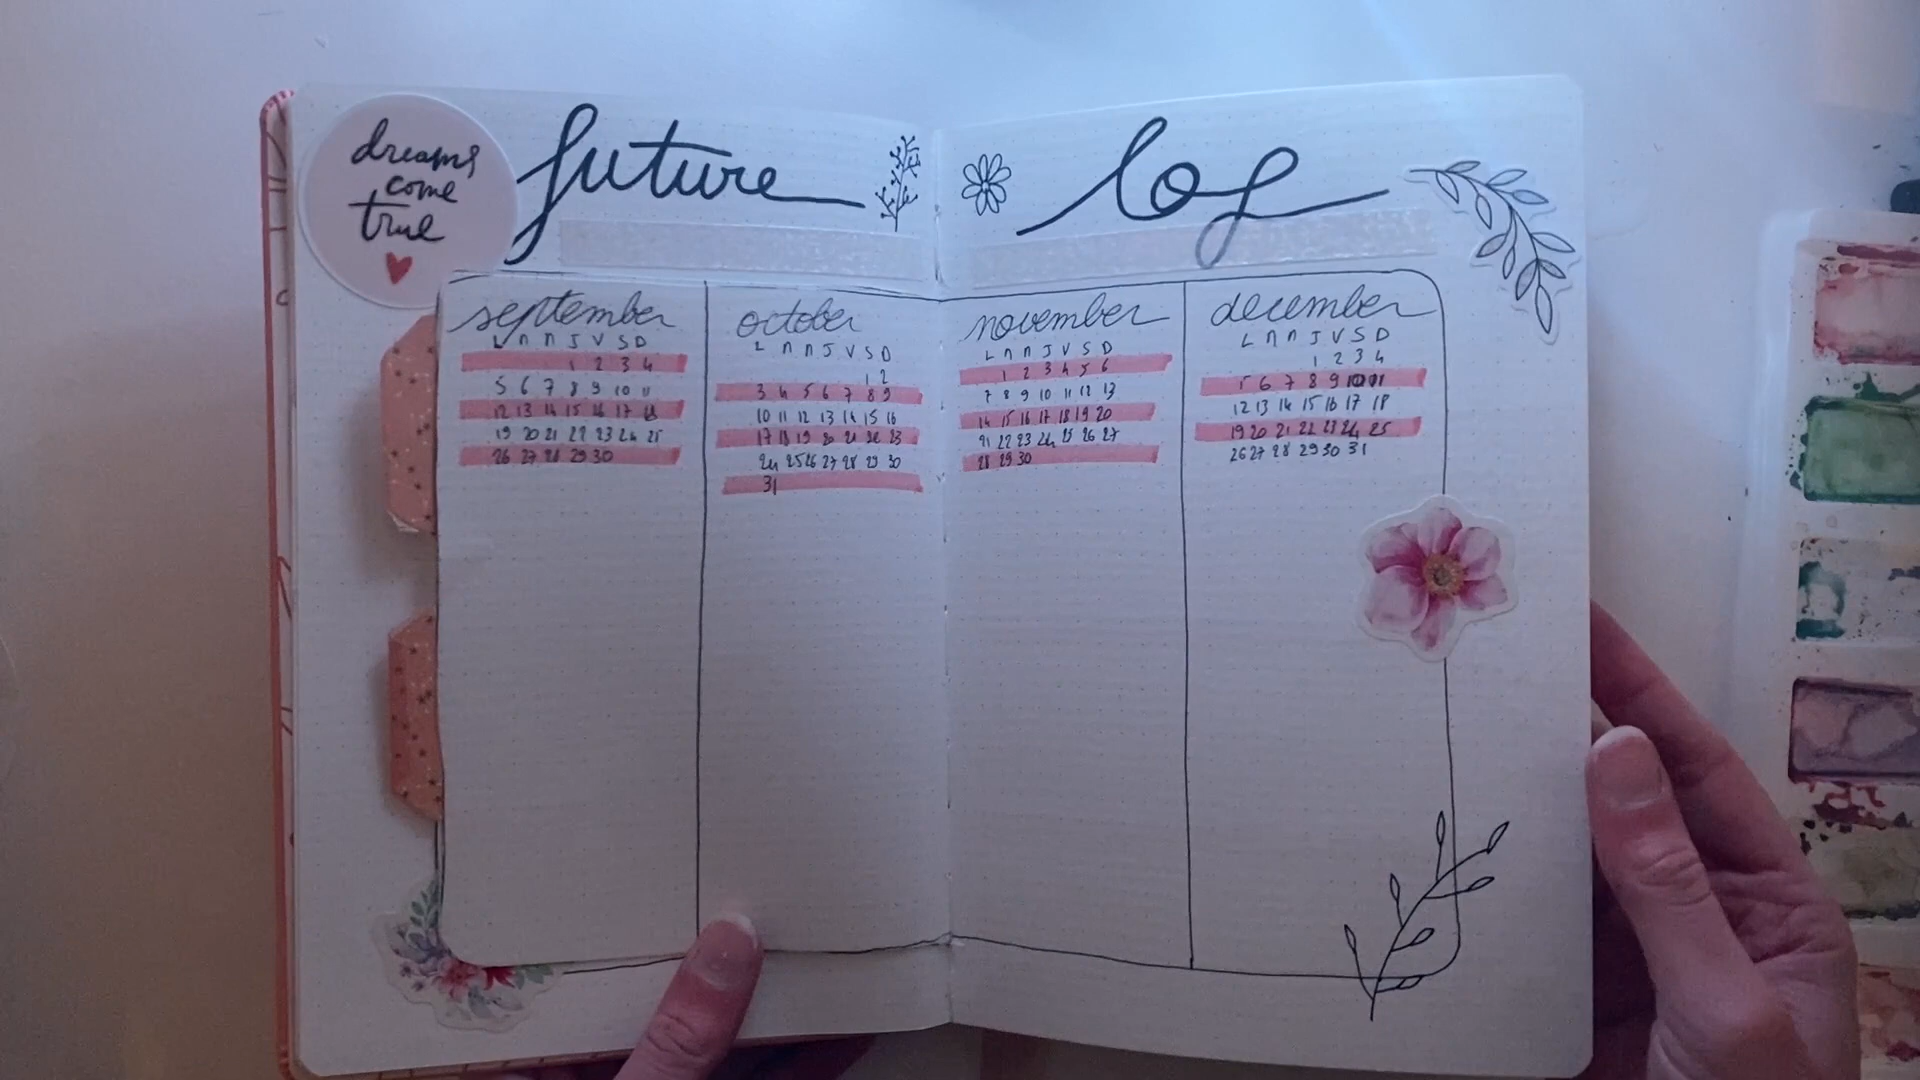 dreams
come
true
future
log
september
L M M J V S D
1 2 3 4
5 6 7 8 9 10 11
12 13 14 15 16 17 18
19 20 21 22 23 24 25
26 27 28 29 30
october
L M M J V S D
1 2
3 4 5 6 7 8 9
10 11 12 13 14 15 16
17 18 19 20 21 22 23
24 25 26 27 28 29 30
31
november
L M M J V S D
1 2 3 4 5 6
7 8 9 10 11 12 13
14 15 16 17 18 19 20
21 22 23 24 25 26 27
28 29 30
december
L M M J V S D
1 2 3 4
5 6 7 8 9 10 11
12 13 14 15 16 17 18
19 20 21 22 23 24 25
26 27 28 29 30 31